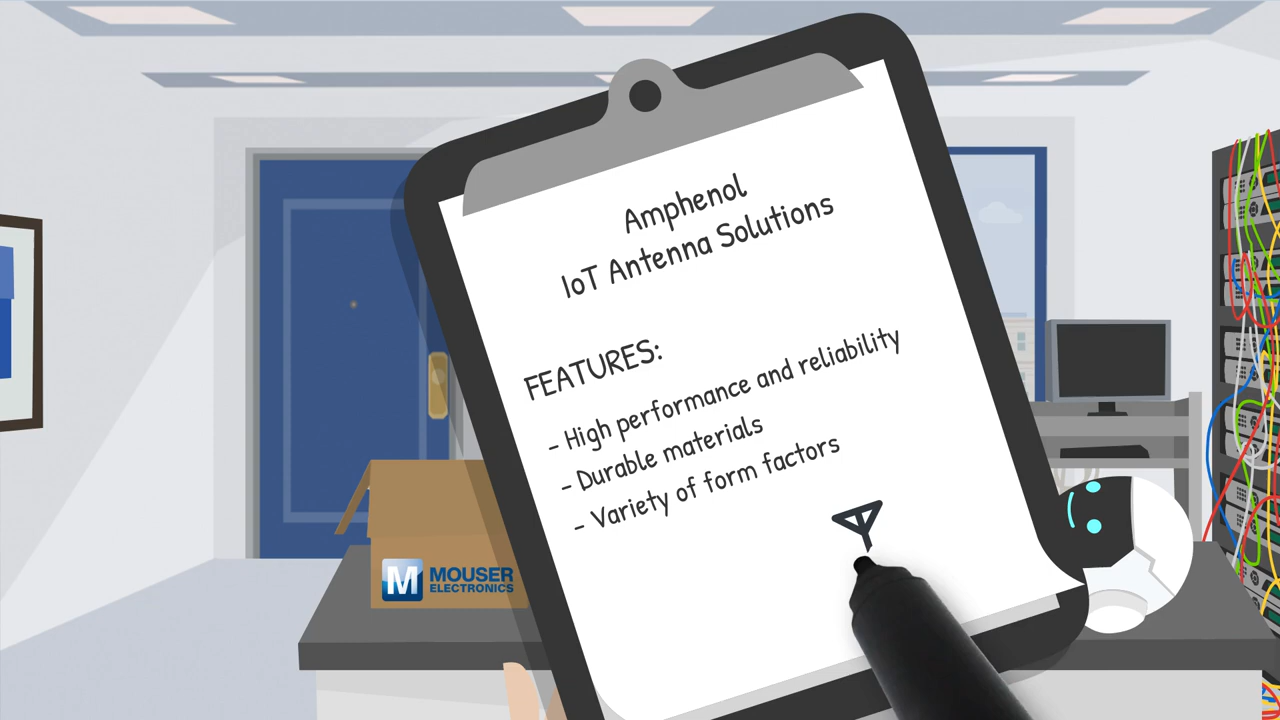 Amphenol
IoT Antenna Solutions
FEATURES:
- High performance and reliability
- Durable materials
- Variety of form factors
M MOUSER
ELECTRONICS